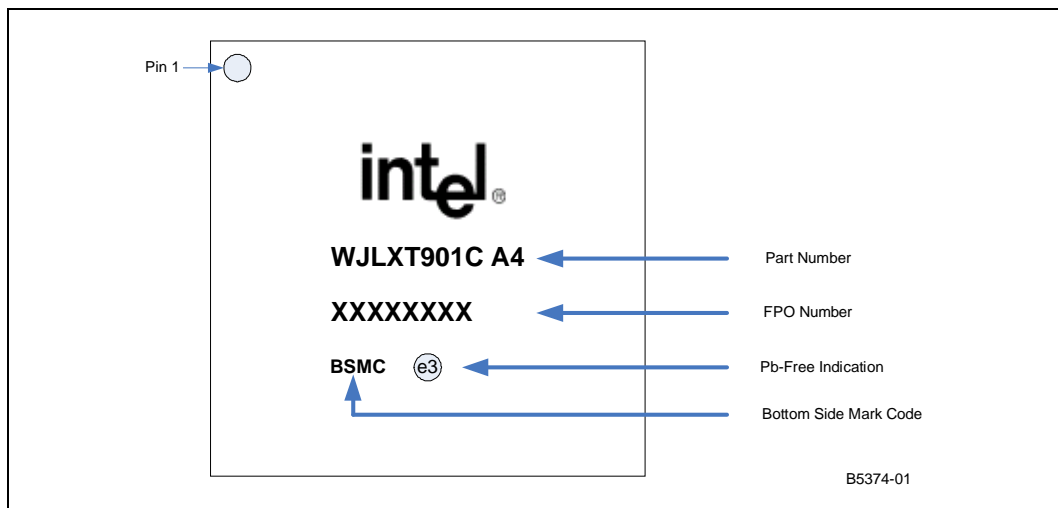 Pin 1
intel®
WJLXT901C A4
Part Number
XXXXXXXX
FPO Number
BSMC
e3
Pb-Free Indication
Bottom Side Mark Code
B5374-01